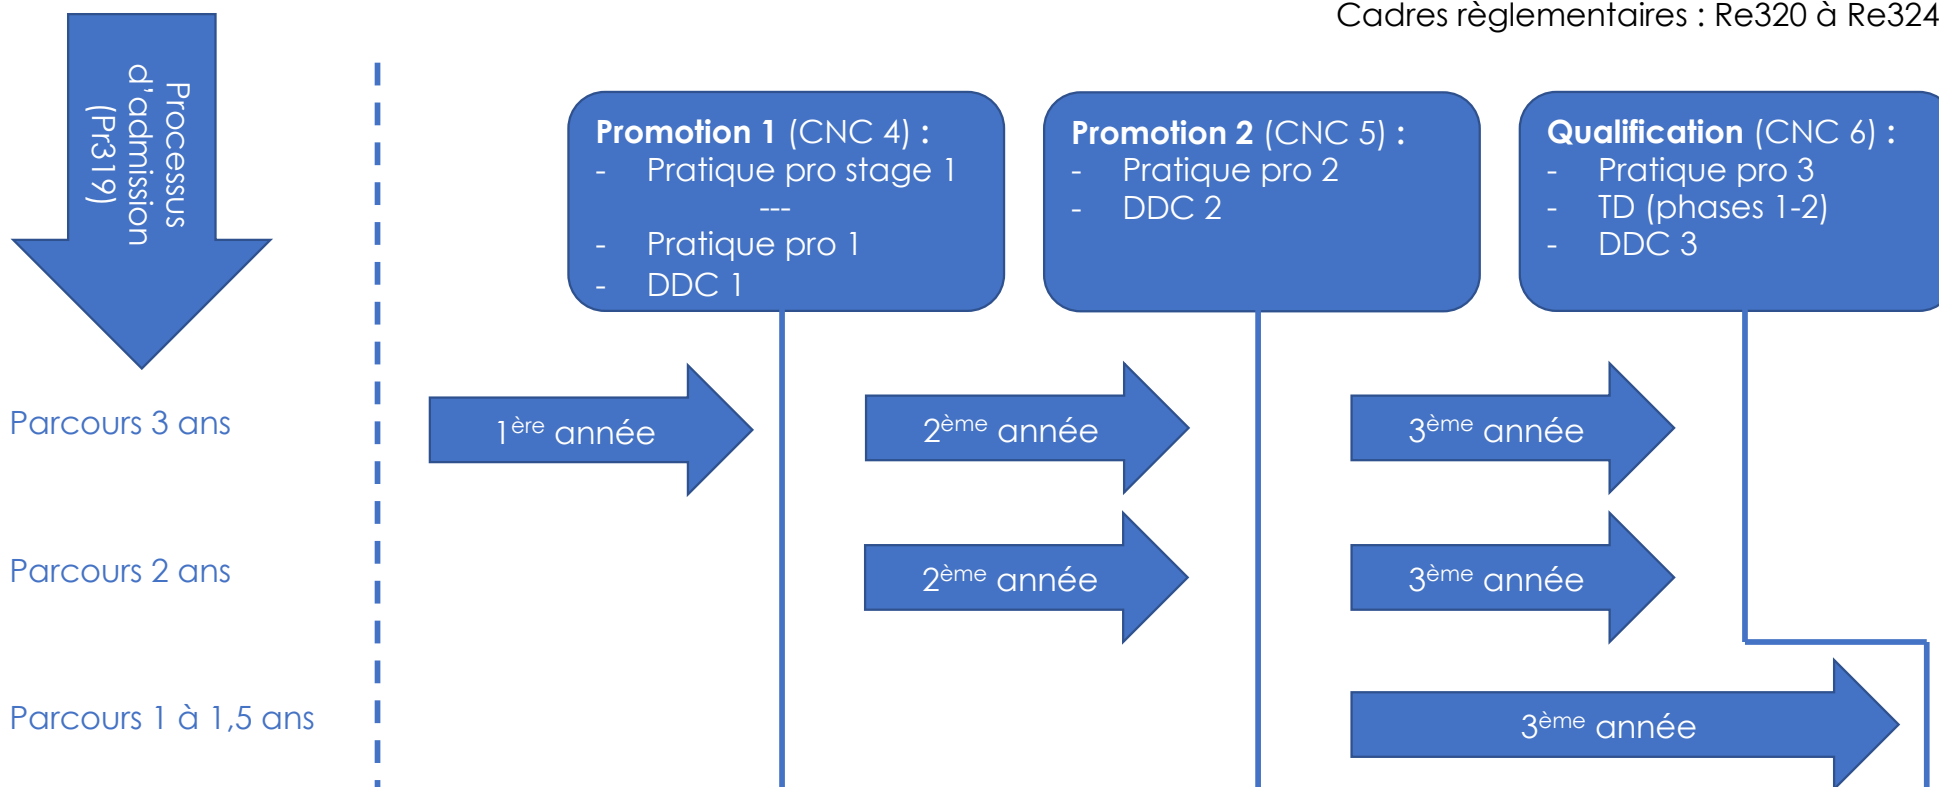 Cadres règlementaires : Re320 à Re324
Processus
d'admission
(Pr319)
Promotion 1 (CNC 4) :
- Pratique pro stage 1
---
- Pratique pro 1
- DDC 1
Promotion 2 (CNC 5) :
- Pratique pro 2
- DDC 2
Qualification (CNC 6) :
- Pratique pro 3
- TD (phases 1-2)
- DDC 3
Parcours 3 ans
1ère année
2ème année
3ème année
Parcours 2 ans
2ème année
3ème année
Parcours 1 à 1,5 ans
3ème année